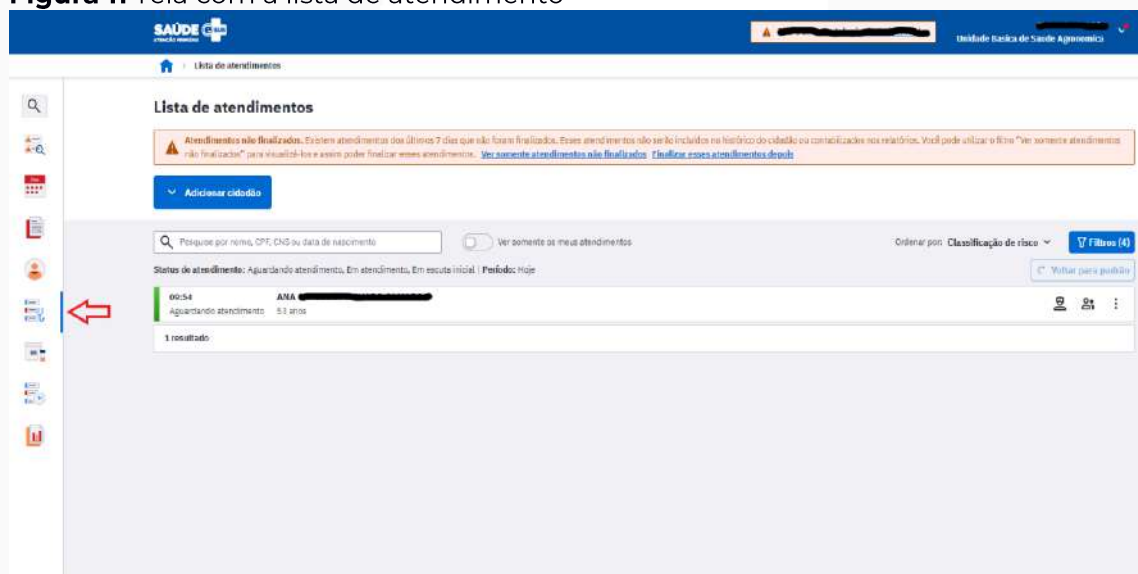 Figura 1. Tela com a lista de atendimento
SAÚDE
ATENÇÃO PRIMÁRIA
Unidade Basica de Saude Agronomica
Lista de atendimentos
Lista de atendimentos
Atendimentos não finalizados. Existem atendimentos dos últimos 7 dias que não foram finalizados. Esses atendimentos não serão incluídos no histórico do cidadão ou contabilizados nos relatórios. Você pode utilizar o filtro "Ver somente atendimentos
não finalizados" para visualizá-los e assim poder finalizar esses atendimentos. Ver somente atendimentos não finalizados Finalizar esses atendimentos depois
Adicionar cidadão
Pesquise por nome, CPF, CNS ou data de nascimento
Ver somente os meus atendimentos
Ordenar por: Classificação de risco
Filtros (4)
Status do atendimento: Aguardando atendimento, Em atendimento, Em escuta inicial | Período: Hoje
Voltar para padrão
09:54 ANA
Aguardando atendimento 53 anos
1 resultado